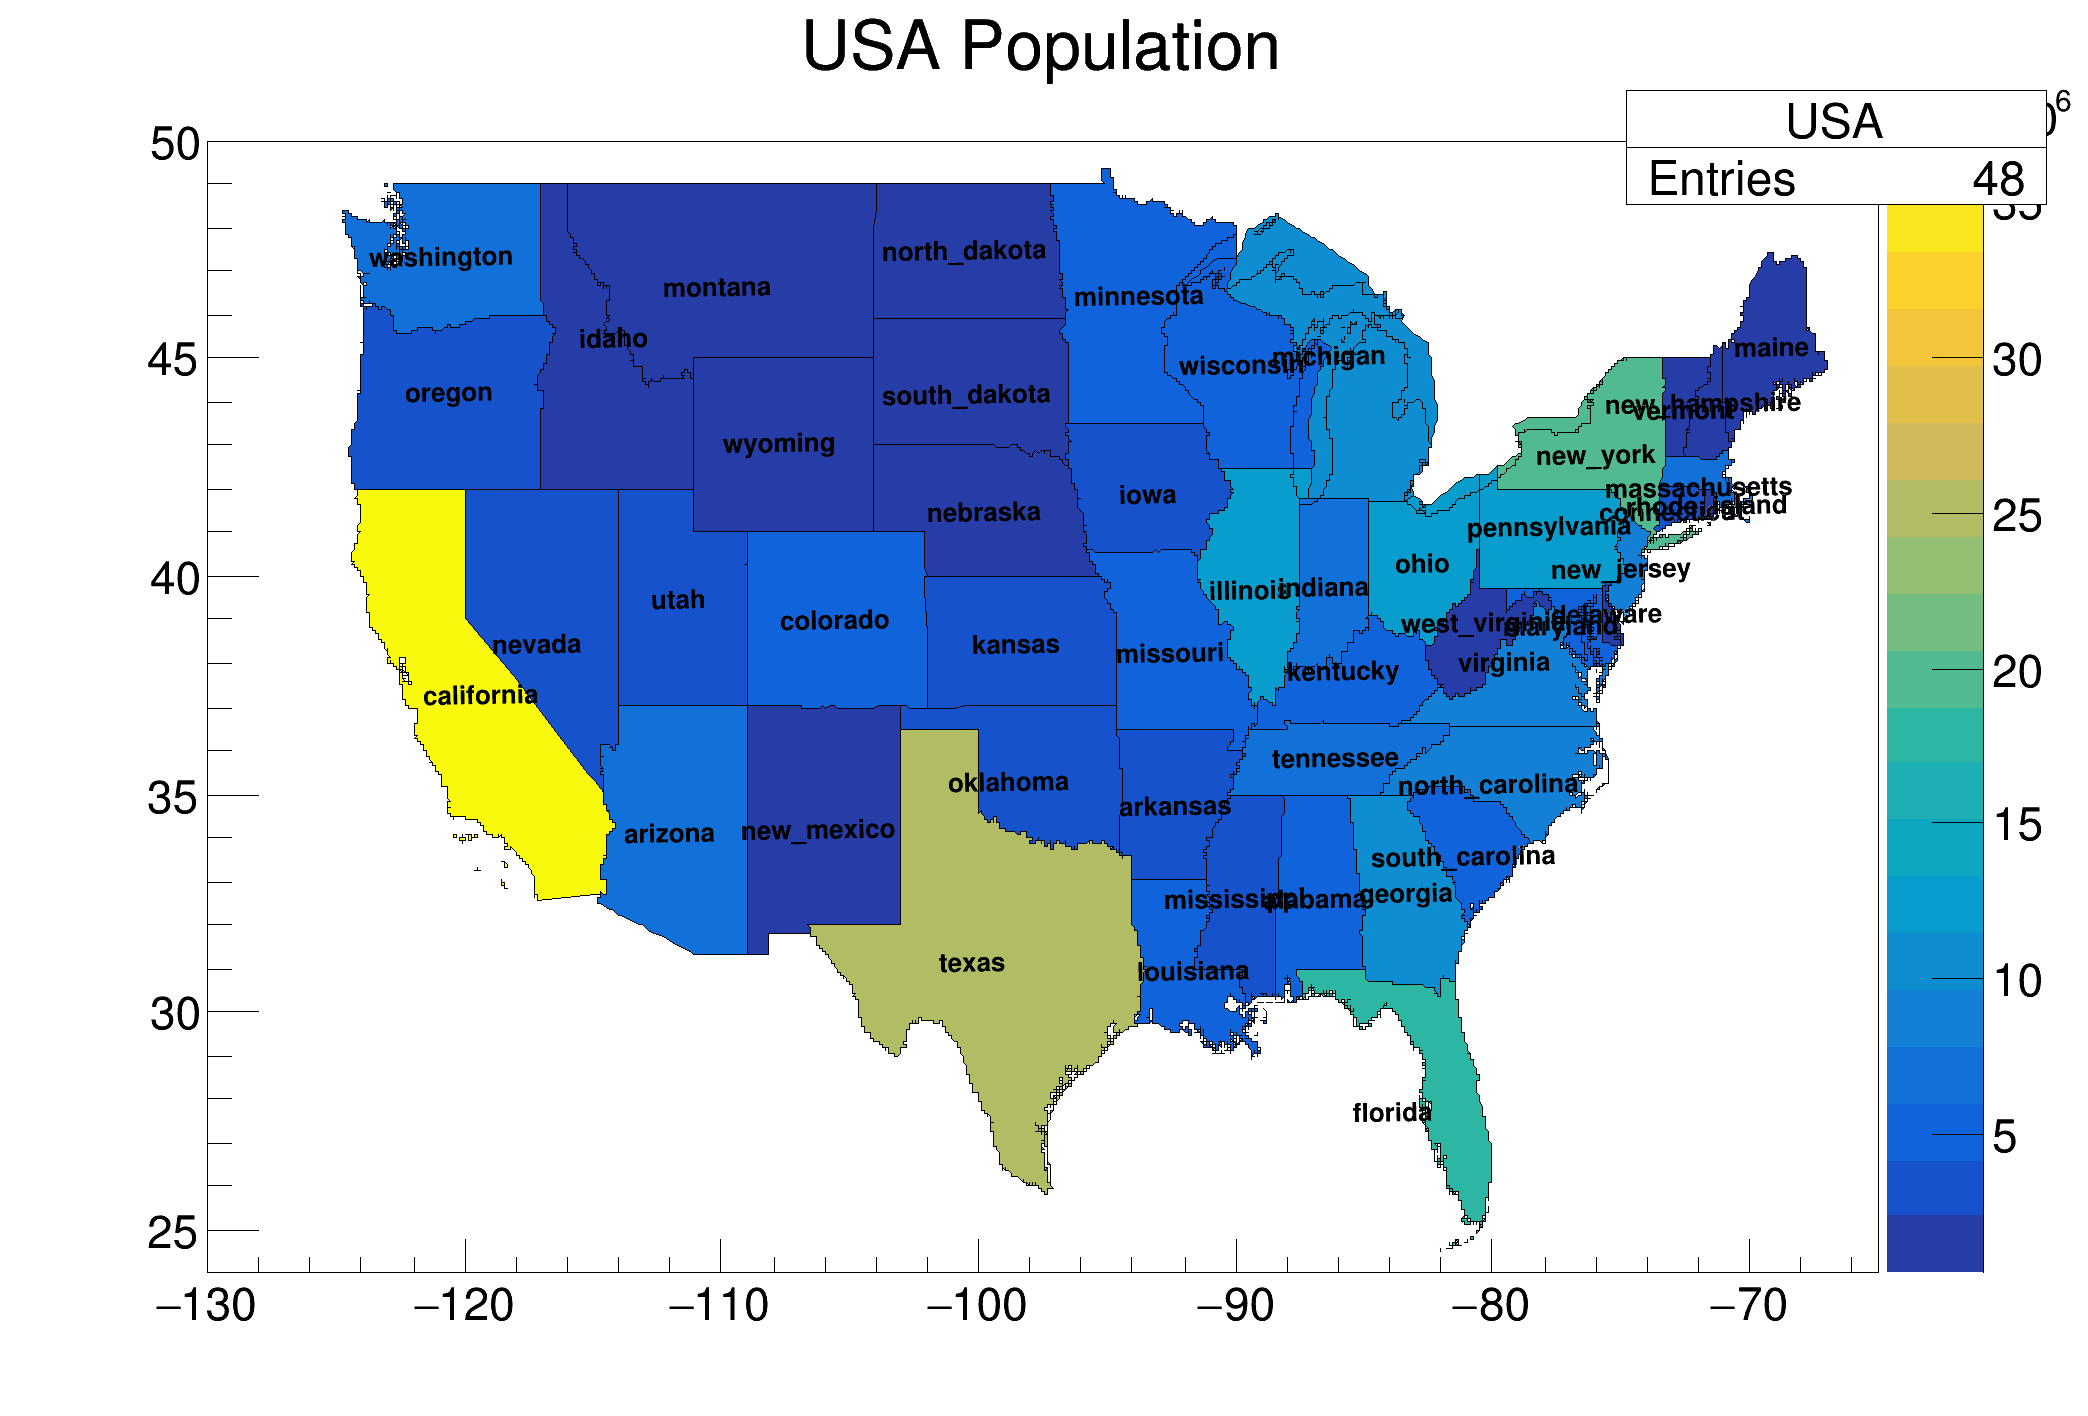 USA Population
USA
Entries 48
50
45
40
35
30
25
−130
−120
−110
−100
−90
−80
−70
6
30
25
20
15
10
5
washington
montana
north_dakota
minnesota
idaho
oregon
wyoming
south_dakota
wisconsin
michigan
maine
new_hampshire
vermont
new_york
massachusetts
rhode_island
connecticut
iowa
nebraska
pennsylvania
ohio
new_jersey
illinois
indiana
utah
colorado
nevada
kansas
missouri
west_virginia
delaware
maryland
virginia
kentucky
california
tennessee
north_carolina
oklahoma
arkansas
arizona
new_mexico
south_carolina
georgia
mississippi
alabama
texas
louisiana
florida